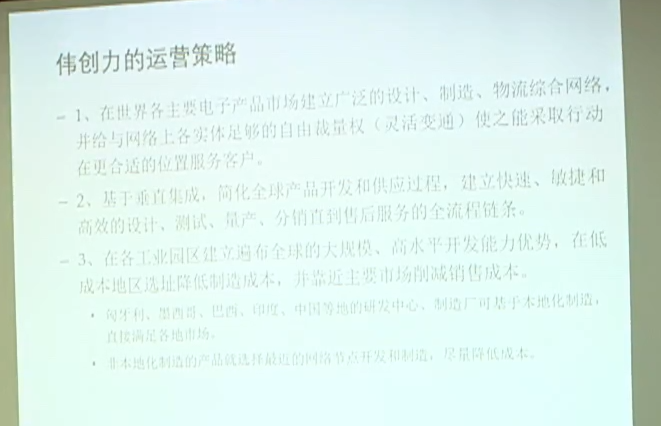 伟创力的运营策略
– 1、在世界各主要电子产品市场建立广泛的设计、制造、物流综合网络，
并给与网络上各实体足够的自由裁量权（灵活变通）使之能采取行动
在更合适的位置服务客户。
– 2、基于垂直集成，简化全球产品开发和供应过程，建立快速、敏捷和
高效的设计、测试、量产、分销直到售后服务的全流程链条。
– 3、在各工业园区建立遍布全球的大规模、高水平开发能力优势，在低
成本地区选址降低制造成本，并靠近主要市场削减销售成本。
• 匈牙利、墨西哥、巴西、印度、中国等地的研发中心、制造厂可基于本地化制造，
直接满足各地市场。
• 非本地化制造的产品就选择最近的网络节点开发和制造，尽量降低成本。